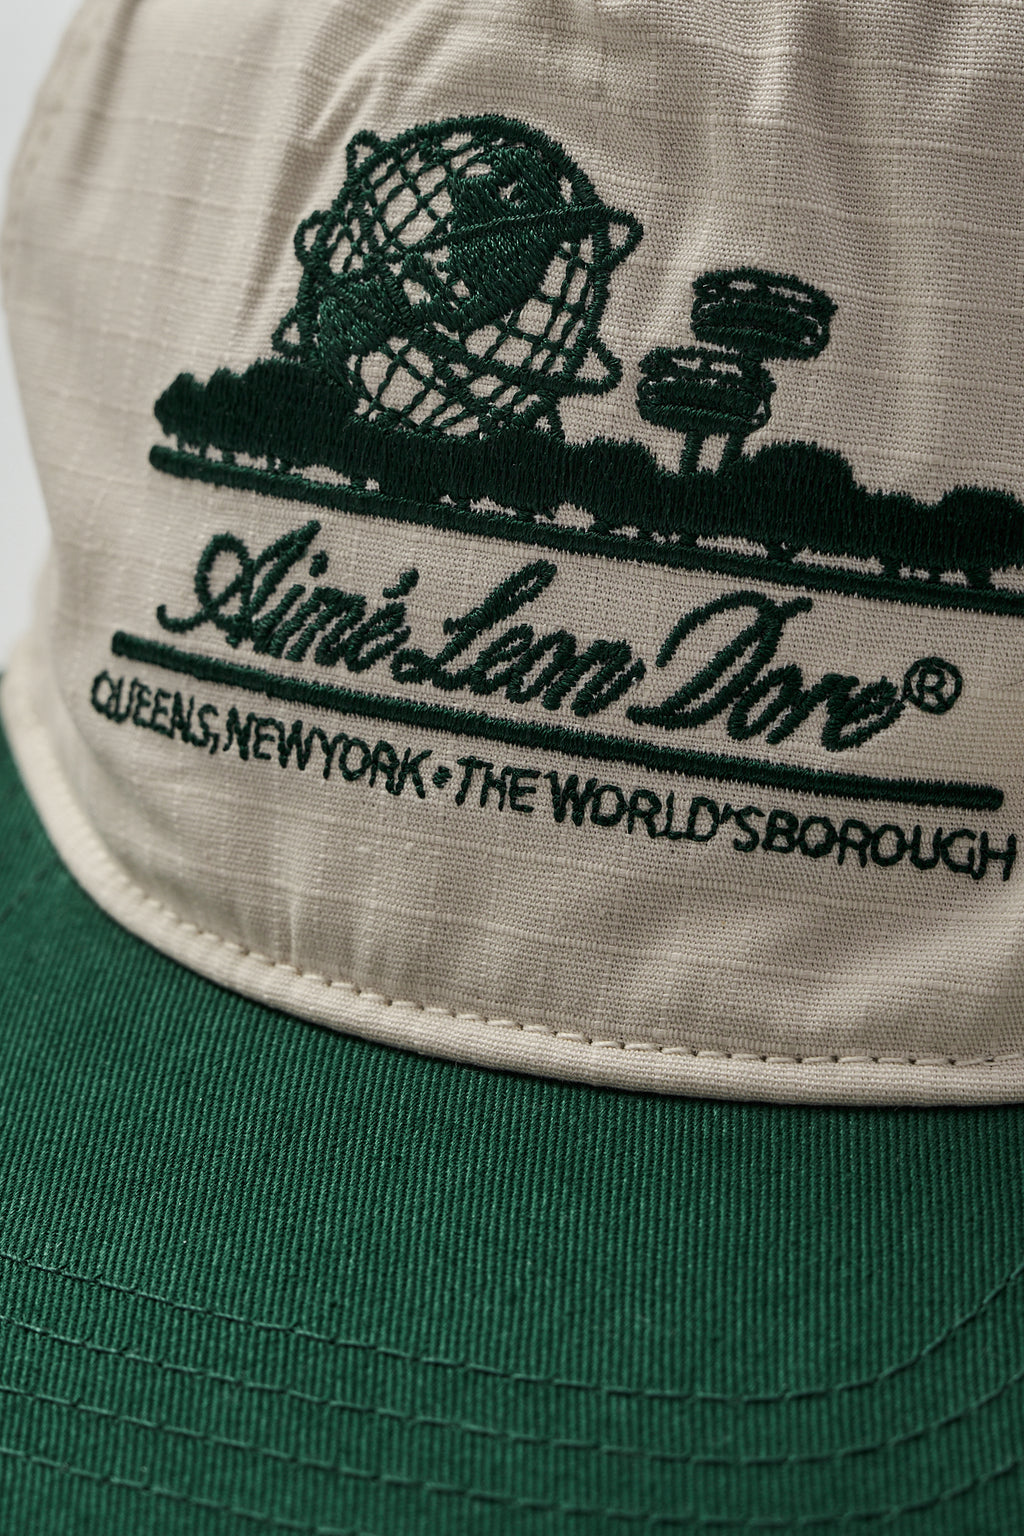 Aimé Leon Dore®
QUEENS, NEW YORK • THE WORLD'S BOROUGH